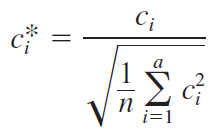 c_i^* = \frac{c_i}{\sqrt{\frac{1}{n} \sum_{i=1}^{a} c_i^2}}